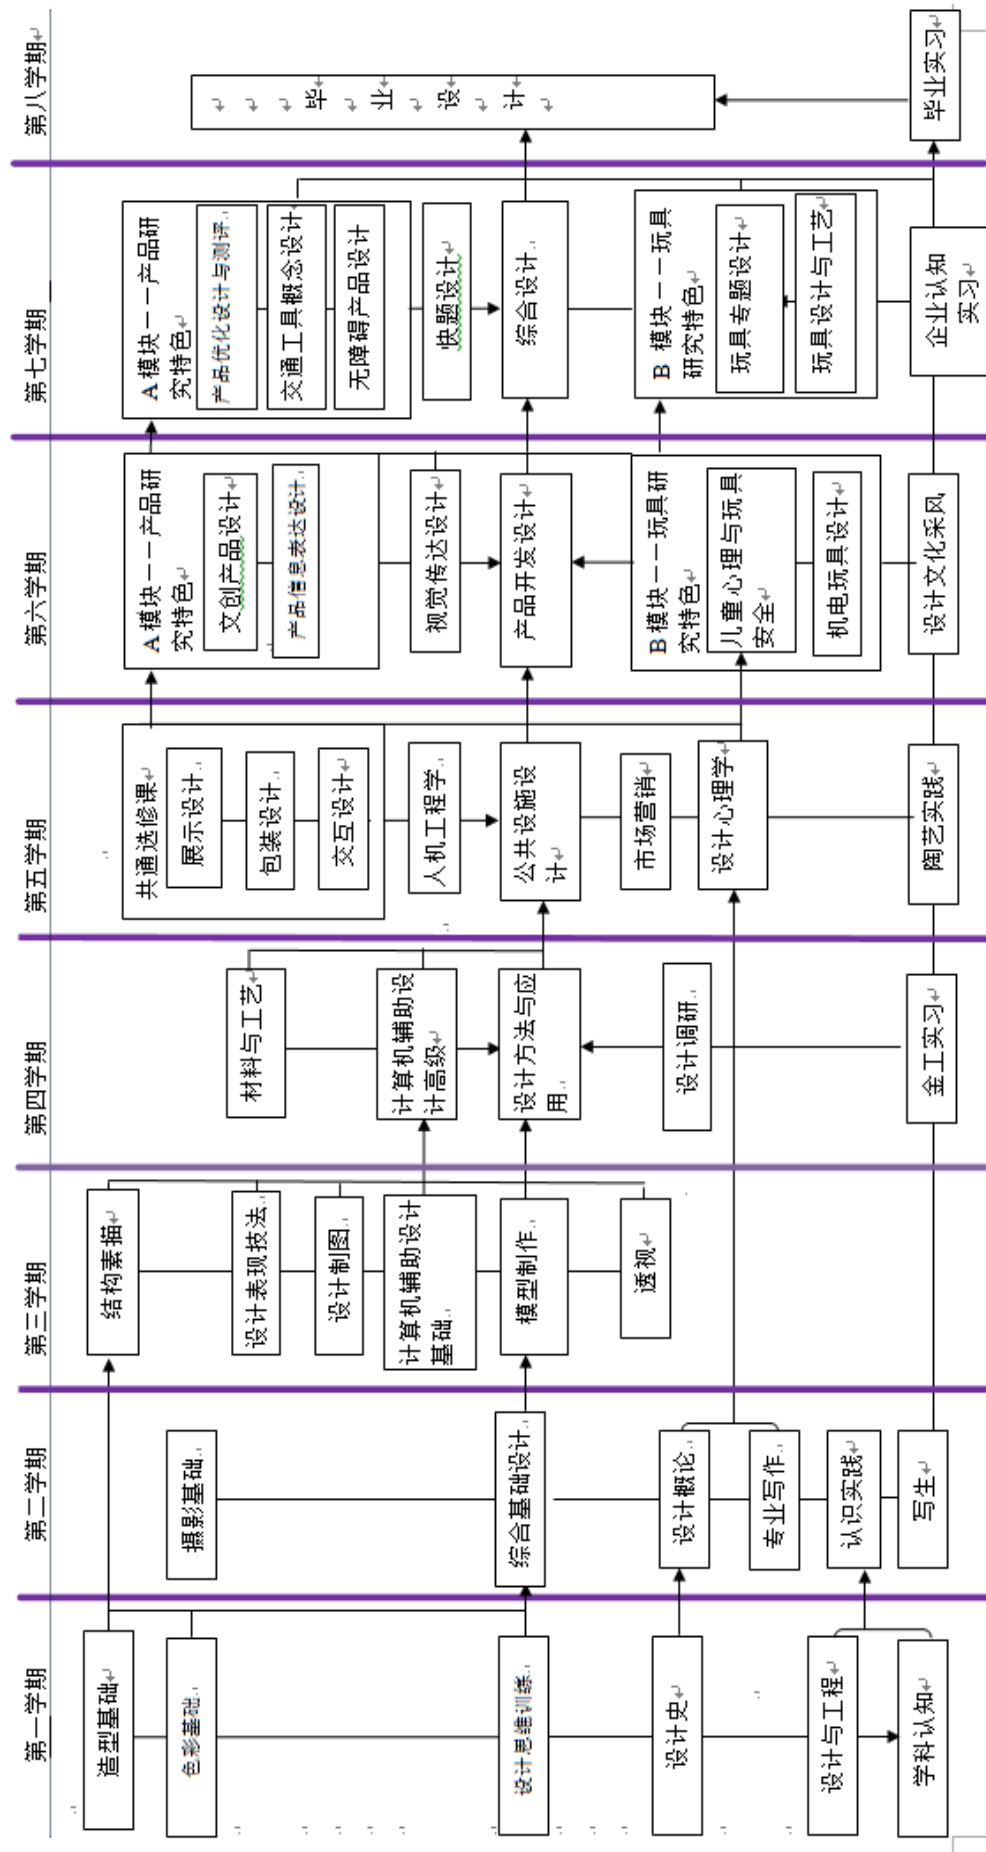 第一学期
造型基础
色彩基础
设计思维训练
设计史
设计与工程
学科认知
第二学期
摄影基础
综合基础设计
设计概论
专业写作
认识实践
写生
第三学期
结构素描
设计表现技法
设计制图
计算机辅助设计
基础
模型制作
透视
第四学期
材料与工艺
计算机辅助设
计高级
设计方法与应
用
设计调研
金工实习
第五学期
共通选修课
展示设计
包装设计
交互设计
人机工程学
公共设施设
计
市场营销
设计心理学
陶艺实践
第六学期
A 模块——产品研
究特色
文创产品设计
产品信息表达设计
视觉传达设计
产品开发设计
B 模块——玩具研
究特色
儿童心理与玩具
安全
机电玩具设计
设计文化采风
第七学期
A 模块——产品研
究特色
产品优化设计与测评
交通工具概念设计
无障碍产品设计
快题设计
综合设计
B 模块——玩具
研究特色
玩具专题设计
玩具设计与工艺
企业认知
实习
第八学期
毕业设计
毕业实习